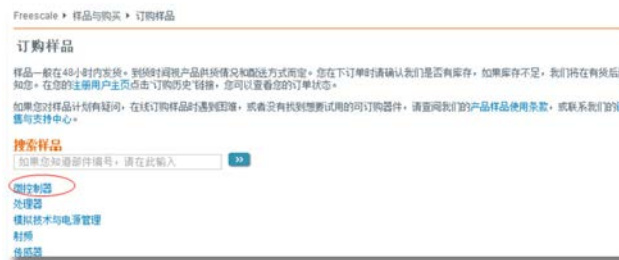 Freescale ▸ 样品与购买 ▸ 订购样品
订购样品
样品一般在48小时内发货。到货时间视产品供货情况和配送方式而定。您在下订单时请确认我们是否有库存，如果库存不足，我们将在有货后
知您。在您的注册用户主页点击“订购历史”链接，您可以查看您的订单状态。
如果您对样品计划有疑问，在线订购样品时遇到困难，或者没有找到想要试用的可订购器件，请查阅我们的产品样品使用条款，或联系我们的
售与支持中心。
搜索样品
如果您知道部件编号，请在此输入
»
微控制器
处理器
模拟技术与电源管理
射频
传感器